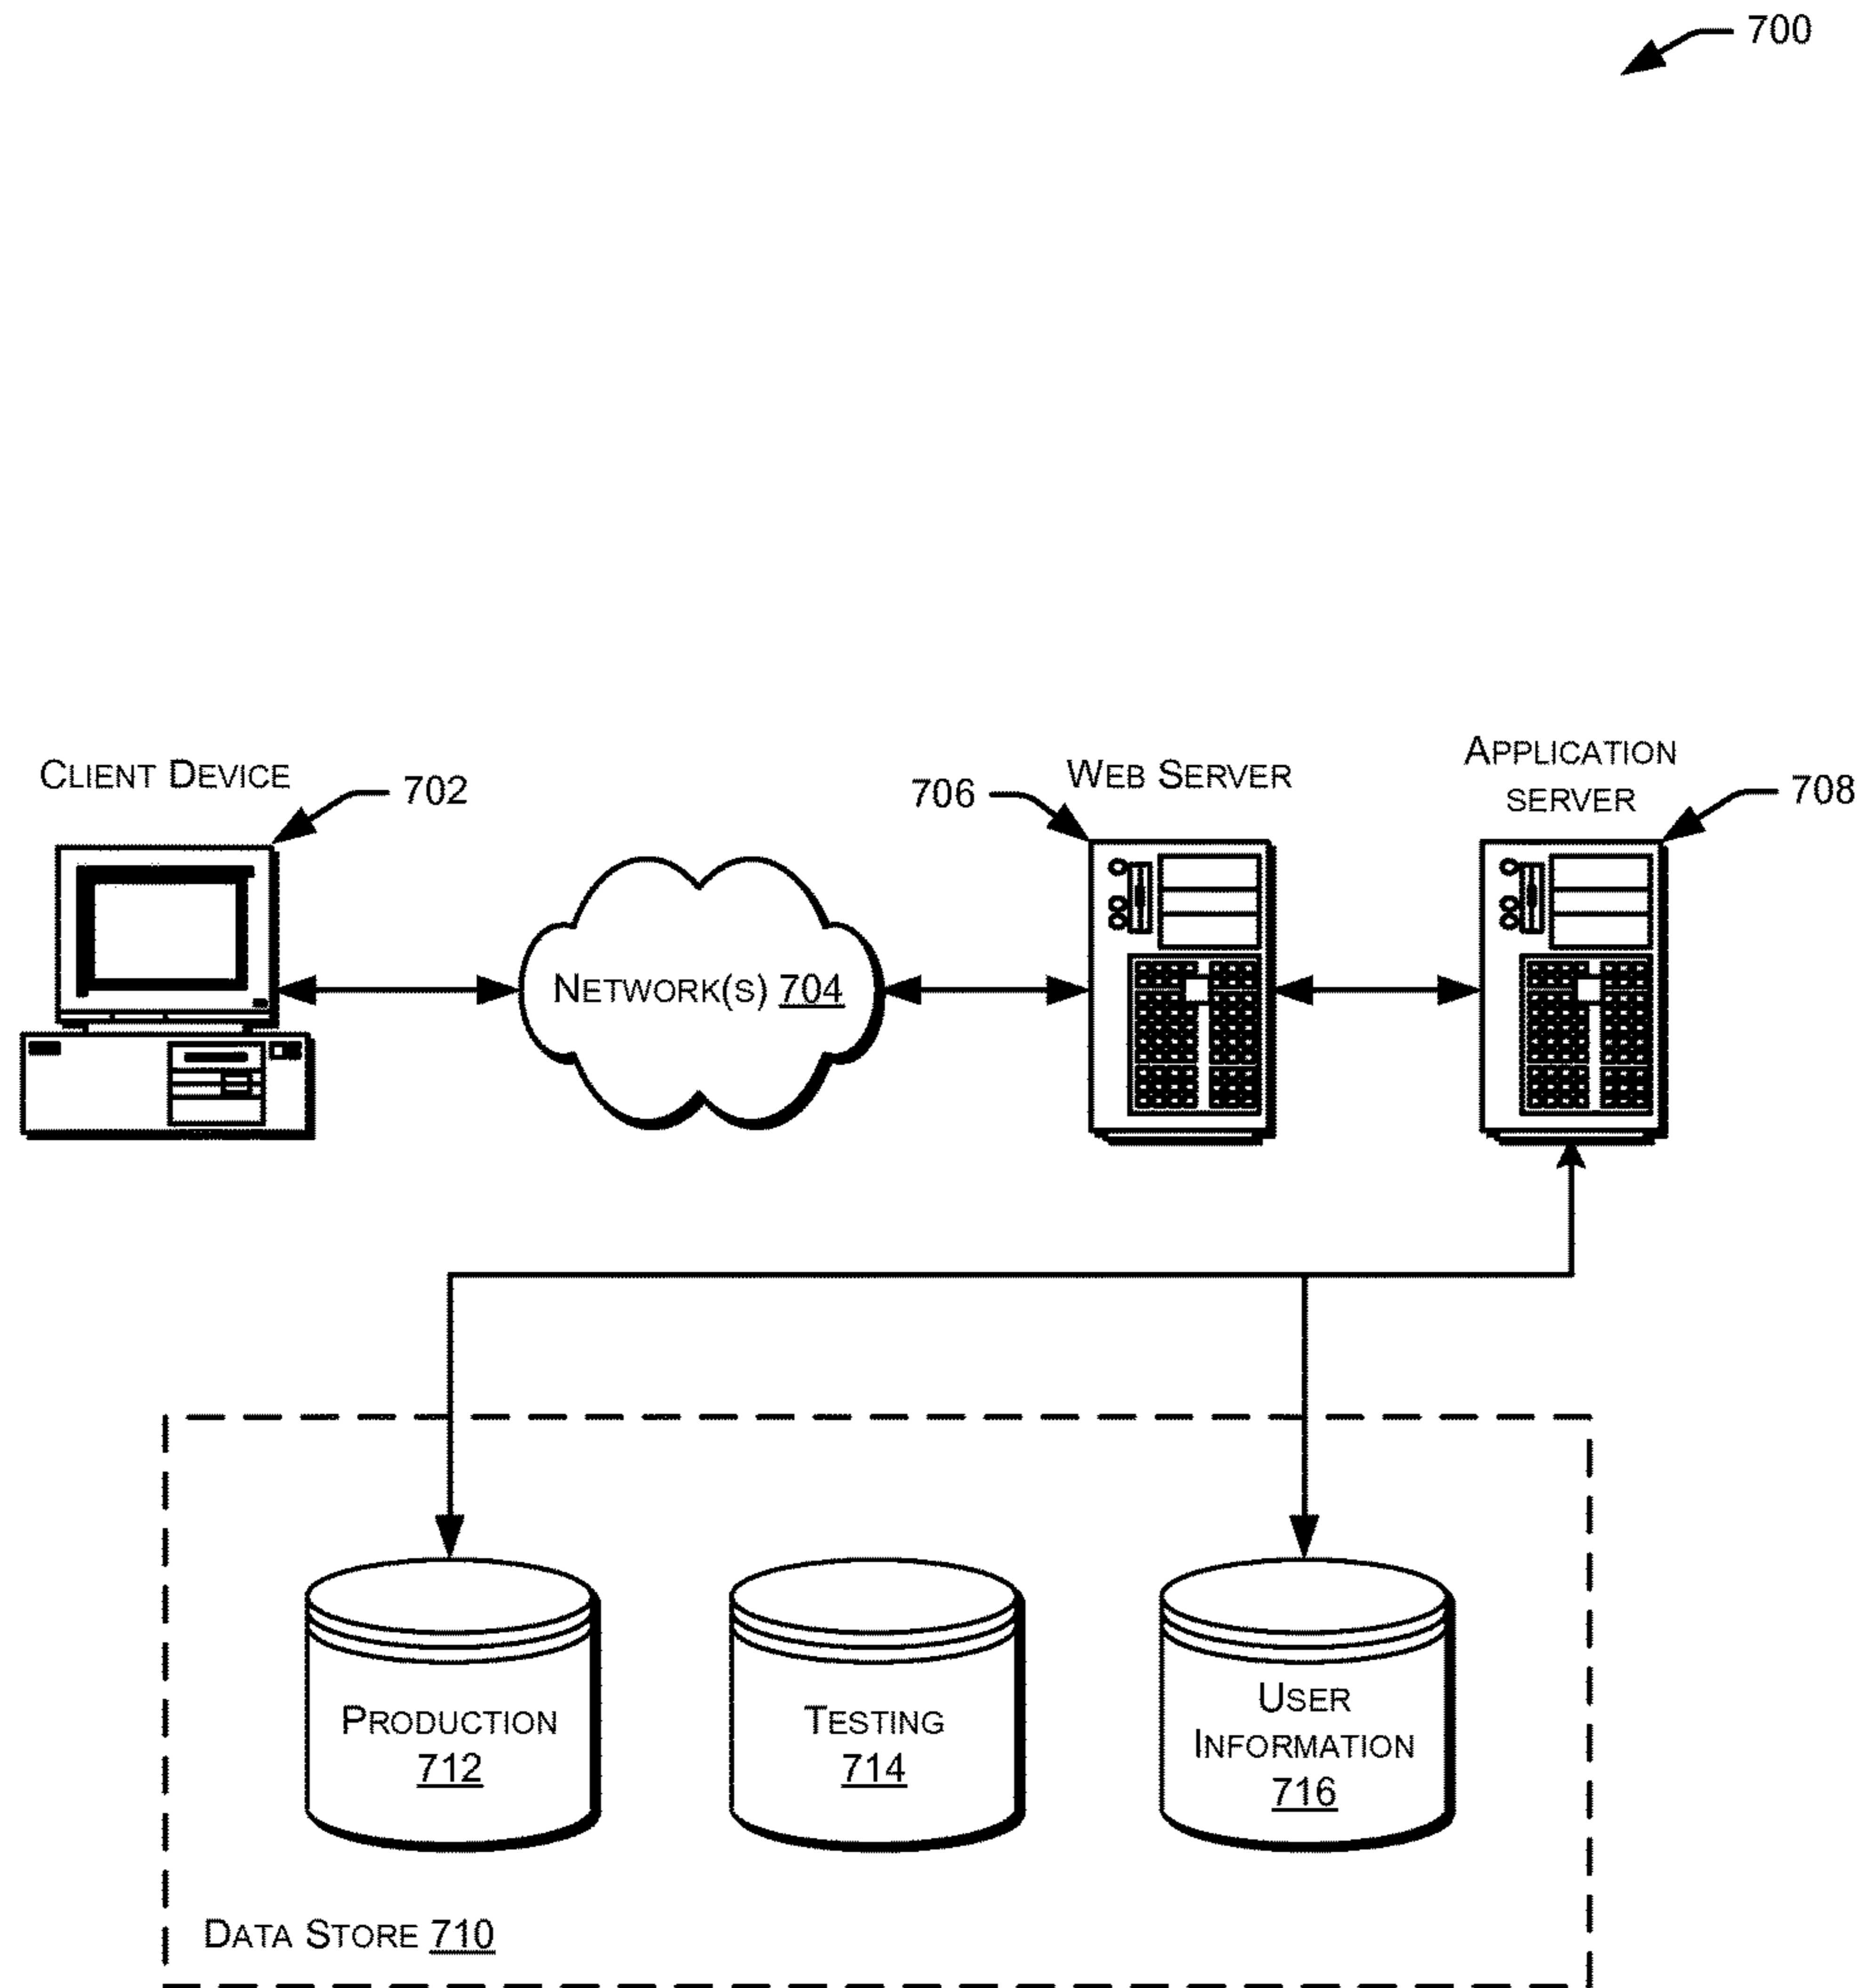 700
CLIENT DEVICE
702
706
WEB SERVER
APPLICATION
SERVER
708
NETWORK(S) 704
PRODUCTION
712
TESTING
714
USER
INFORMATION
716
DATA STORE 710